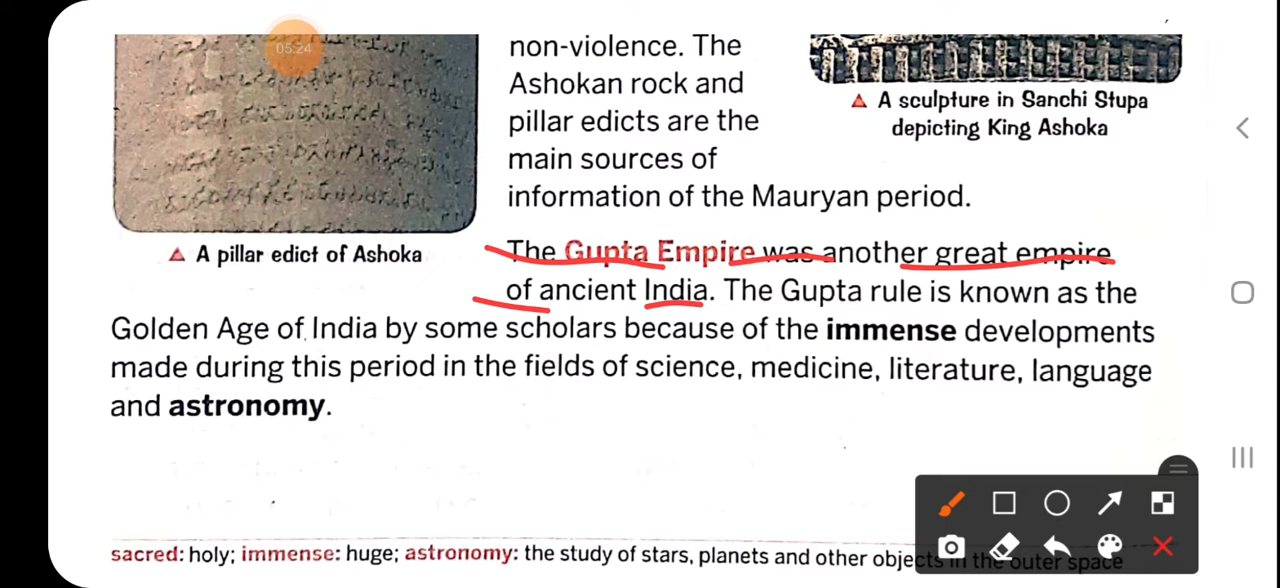 05:24
non-violence. The
Ashokan rock and
pillar edicts are the
main sources of
information of the Mauryan period.
▲ A sculpture in Sanchi Stupa
depicting King Ashoka
▲ A pillar edict of Ashoka
The Gupta Empire was another great empire
of ancient India. The Gupta rule is known as the
Golden Age of India by some scholars because of the immense developments
made during this period in the fields of science, medicine, literature, language
and astronomy.
sacred: holy; immense: huge; astronomy: the study of stars, planets and other objects in the outer space